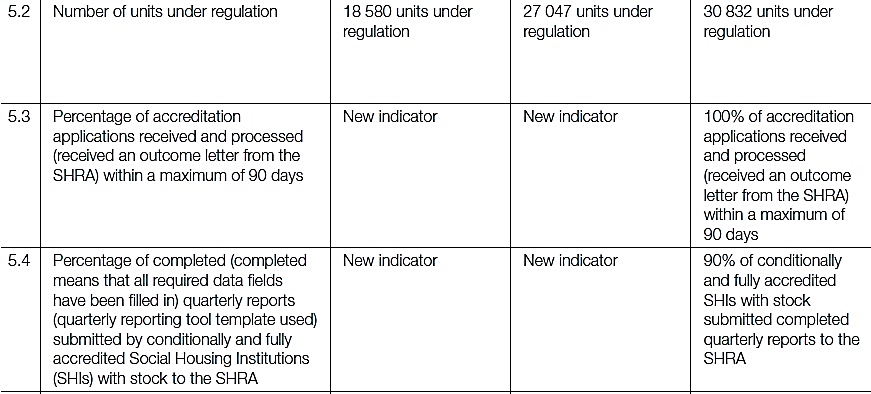 5.2 Number of units under regulation 18 580 units under regulation 27 047 units under regulation 30 832 units under regulation
5.3 Percentage of accreditation
applications received and processed
(received an outcome letter from the
SHRA) within a maximum of 90 days
New indicator
New indicator
100% of accreditation
applications received
and processed
(received an outcome
letter from the SHRA)
within a maximum of
90 days
5.4 Percentage of completed (completed
means that all required data fields
have been filled in) quarterly reports
(quarterly reporting tool template used)
submitted by conditionally and fully
accredited Social Housing Institutions
(SHIs) with stock to the SHRA
New indicator
New indicator
90% of conditionally
and fully accredited
SHIs with stock
submitted completed
quarterly reports to the
SHRA